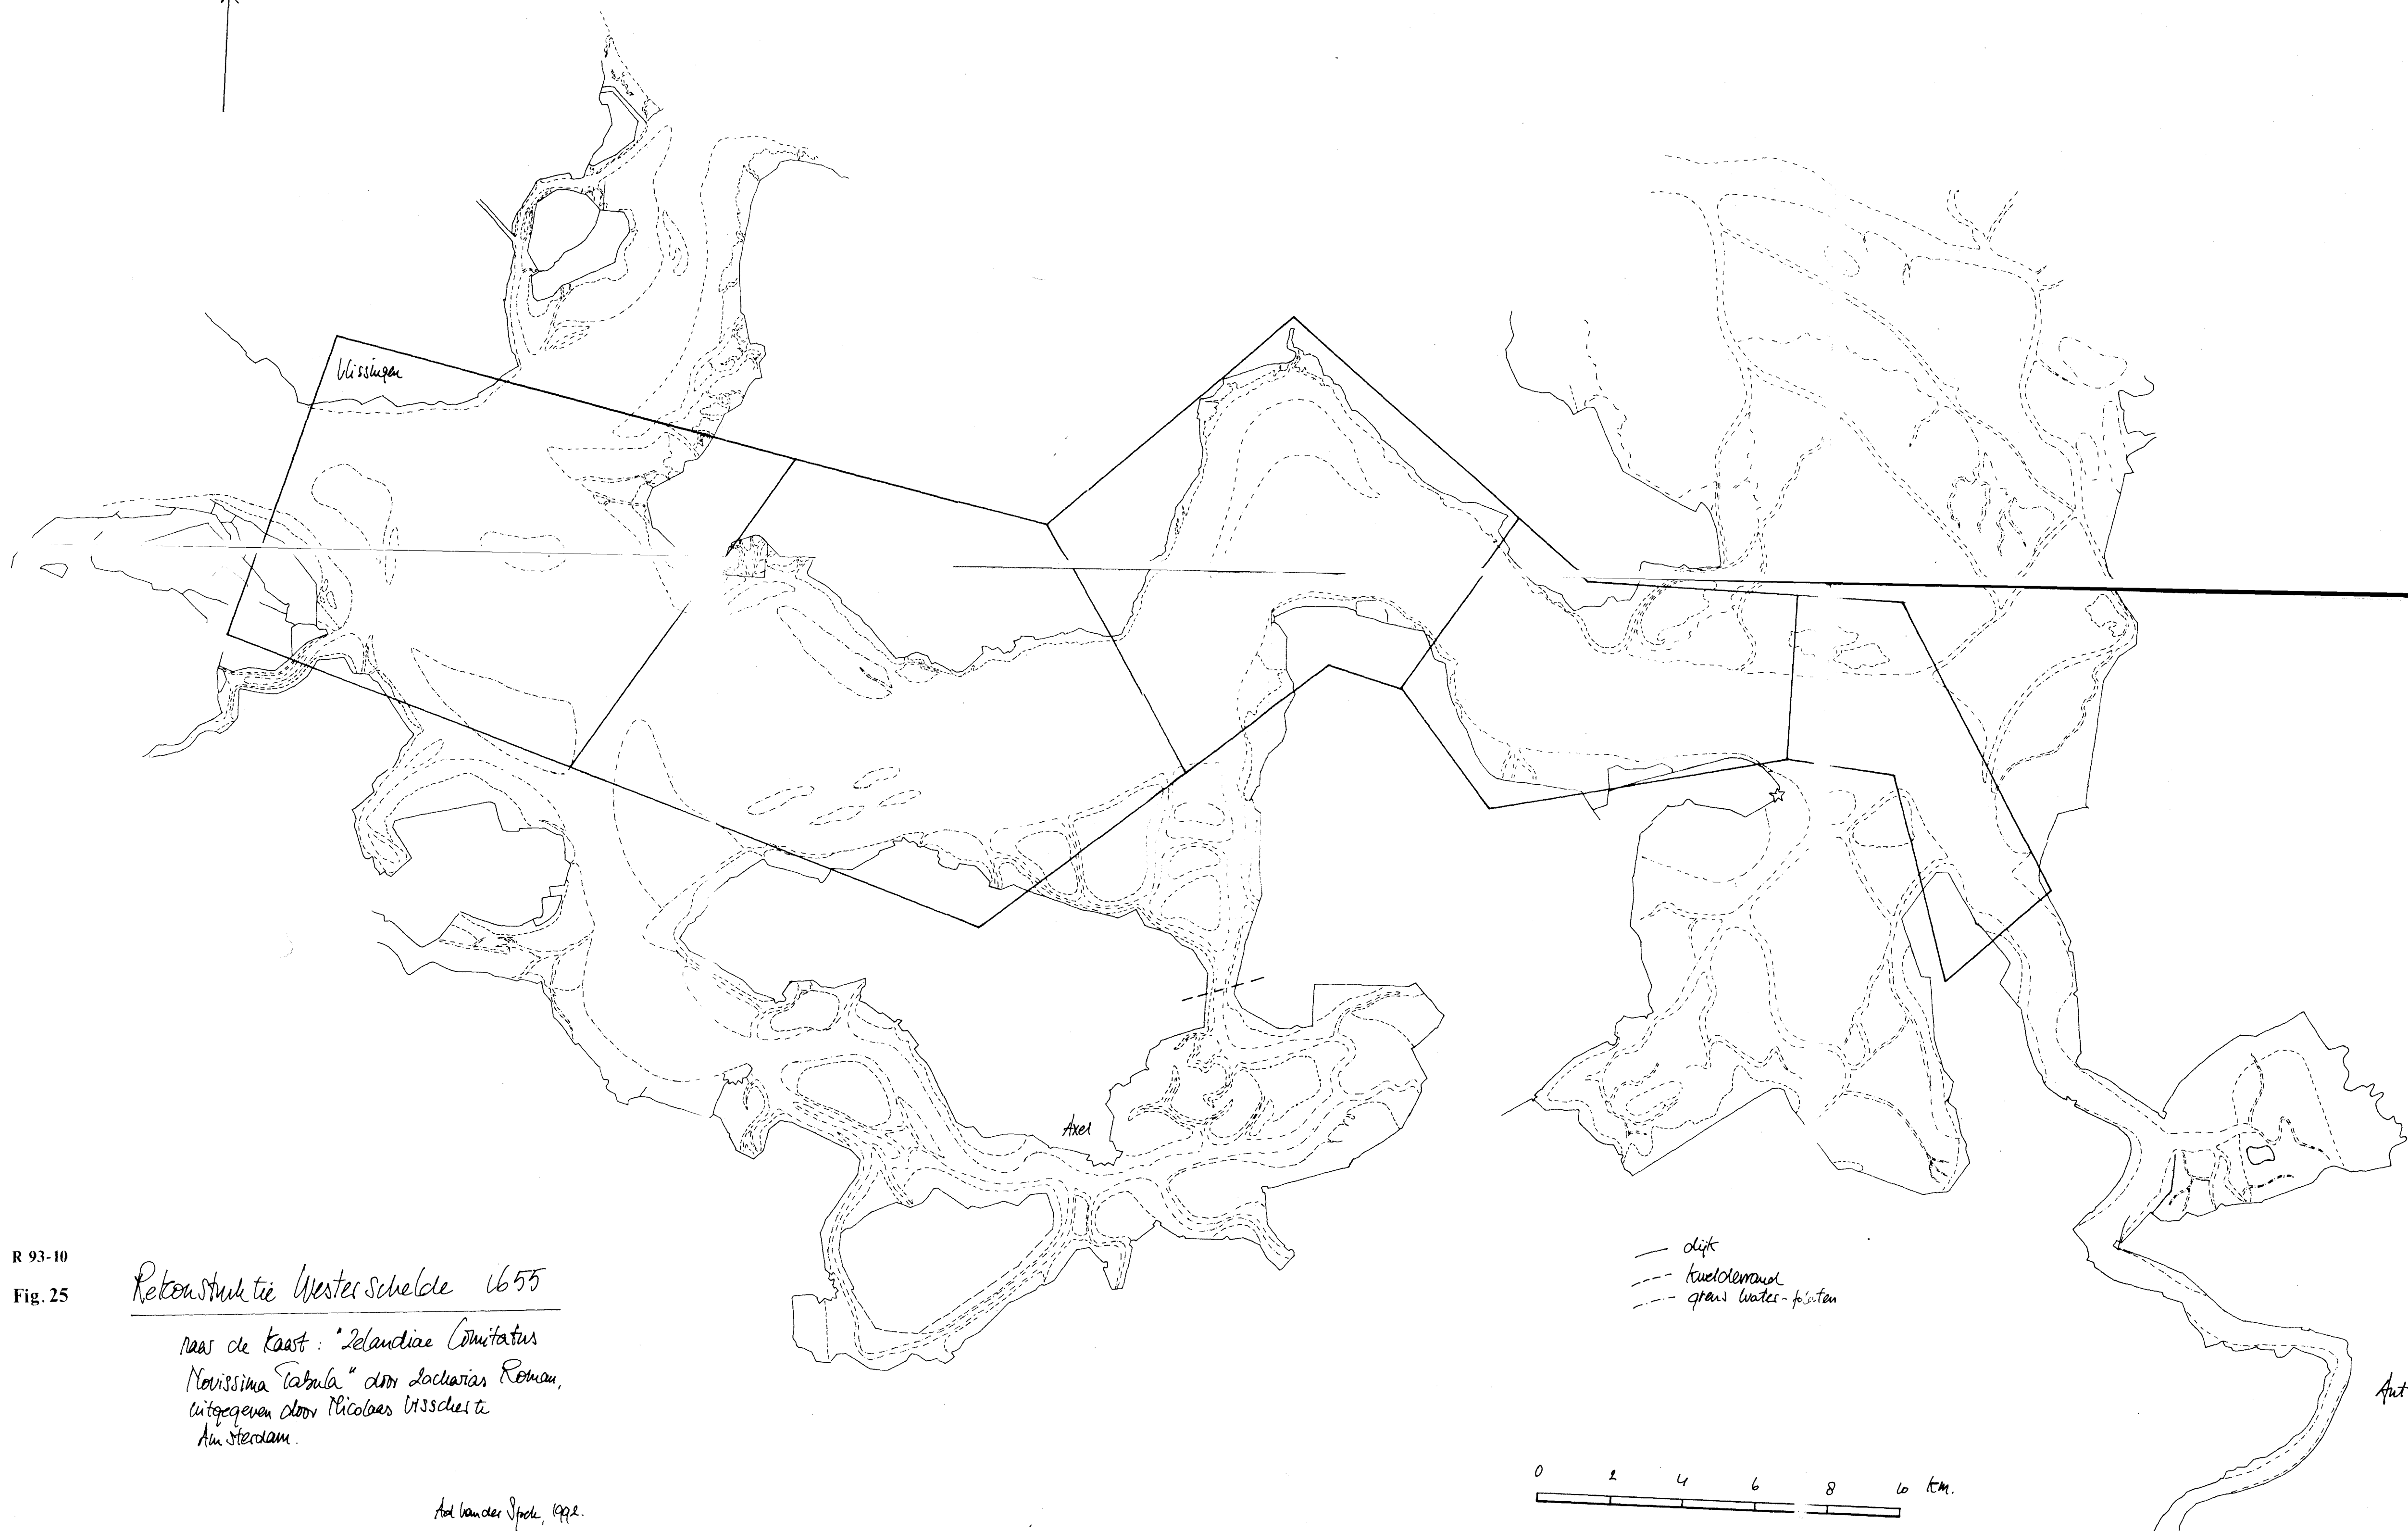 Vlissingen
Axel
R 93-10
Fig. 25
Rekonstruktie Westerschelde 1655
naar de kaart: "Zelandiae Comitatus
Novissima Tabula" door Zacharias Roman,
uitgegeven door Nicolaas Visscher te
Amsterdam.
Ad van der Spek, 1992.
dijk
kwelderrand
grens water-platen
Ant
0 2 4 6 8 10 Km.